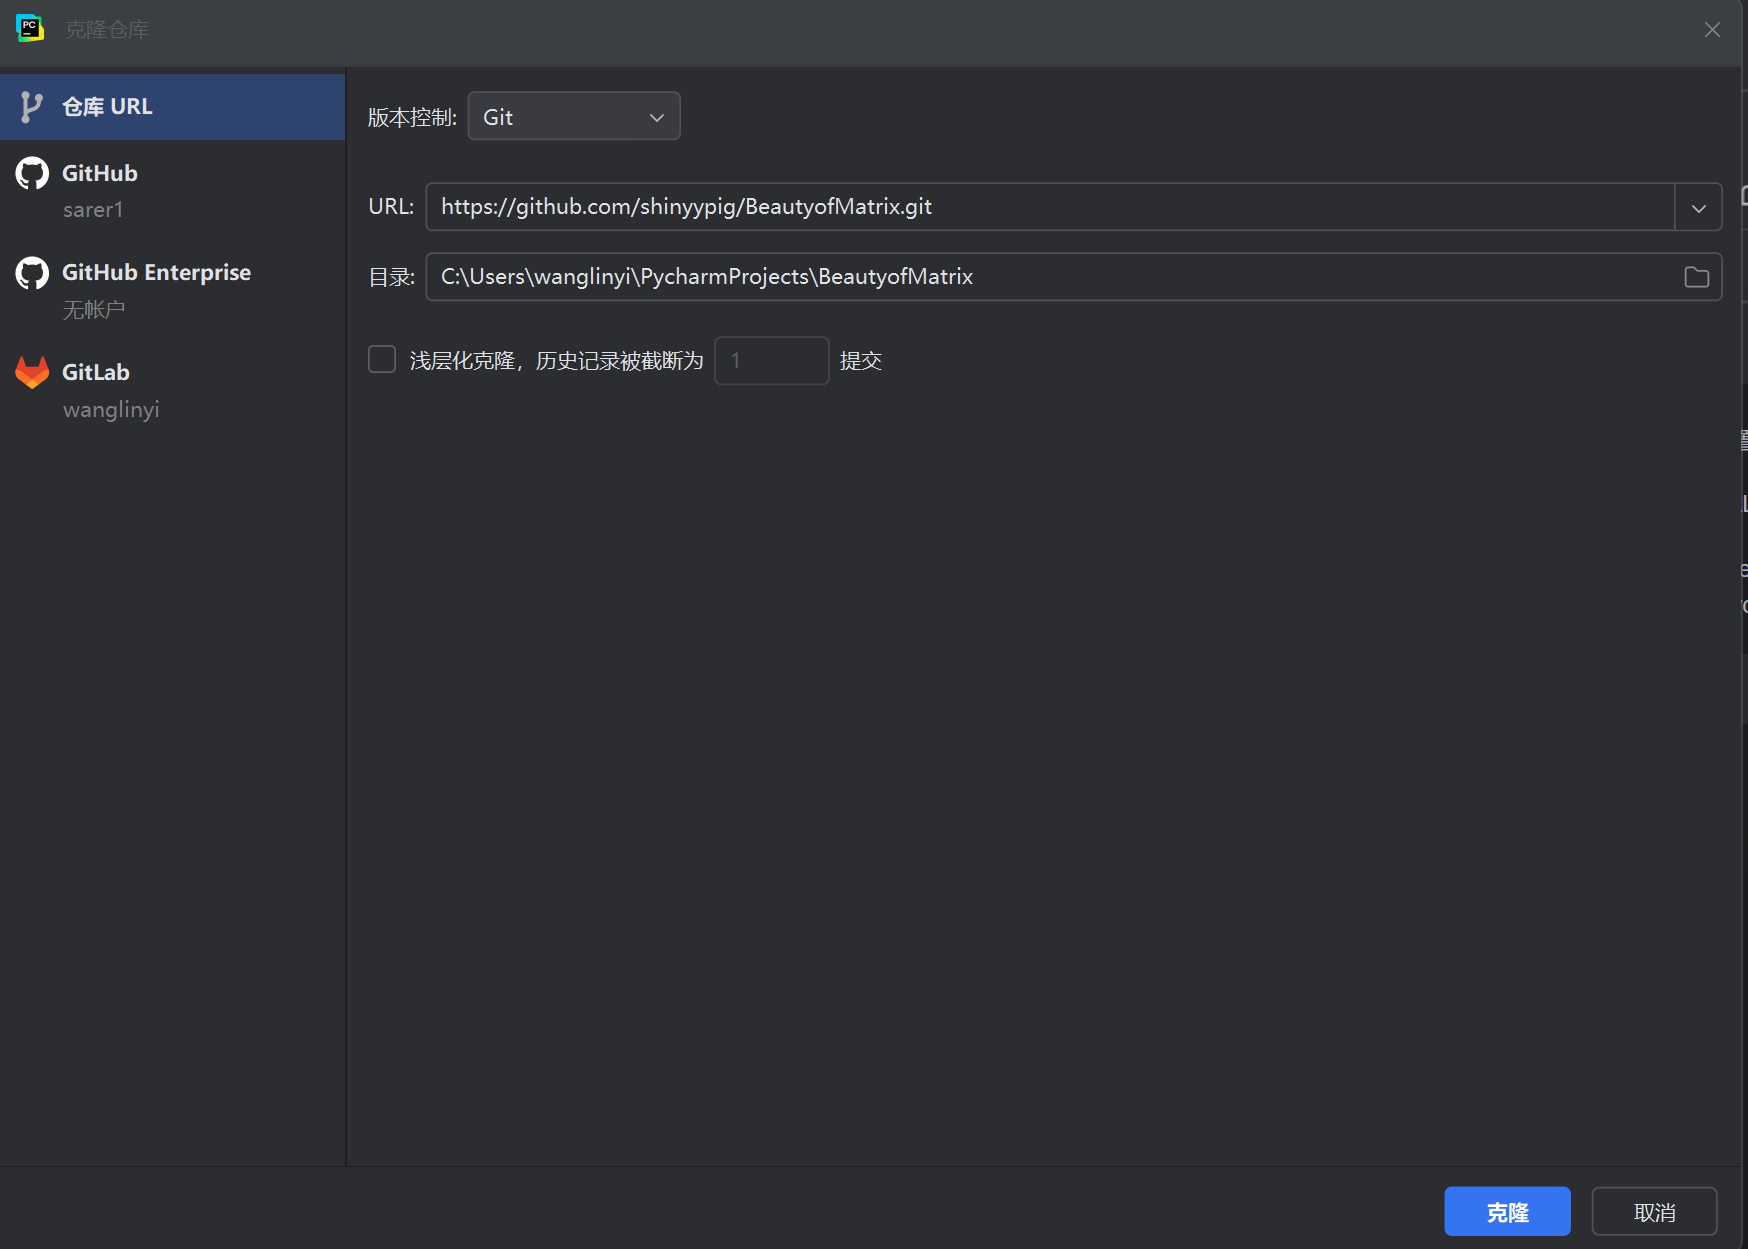 克隆仓库
仓库 URL
GitHub
sarer1
GitHub Enterprise
无帐户
GitLab
wanglinyi
版本控制: Git
URL: https://github.com/shinyypig/BeautyofMatrix.git
目录: C:\Users\wanglinyi\PycharmProjects\BeautyofMatrix
浅层化克隆，历史记录被截断为 1 提交
克隆 取消